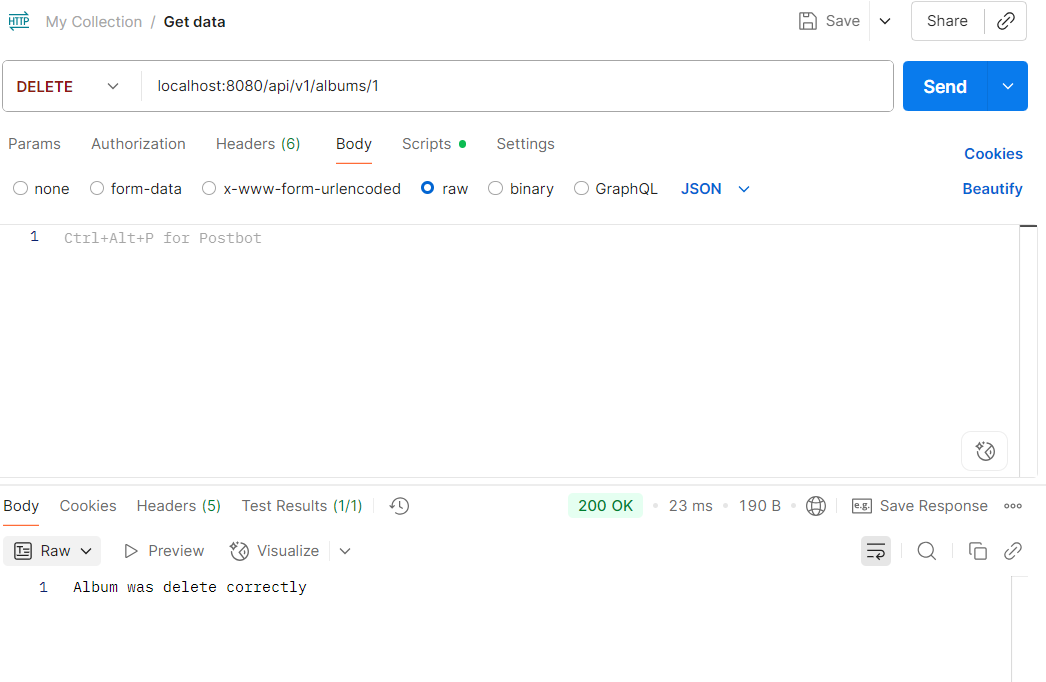 HTTP My Collection / Get data Save Share
DELETE localhost:8080/api/v1/albums/1 Send
Params Authorization Headers (6) Body Scripts Settings Cookies
none form-data x-www-form-urlencoded raw binary GraphQL JSON Beautify
1 Ctrl+Alt+P for Postbot
Body Cookies Headers (5) Test Results (1/1) 200 OK 23 ms 190 B e.g. Save Response
Raw Preview Visualize
1 Album was delete correctly